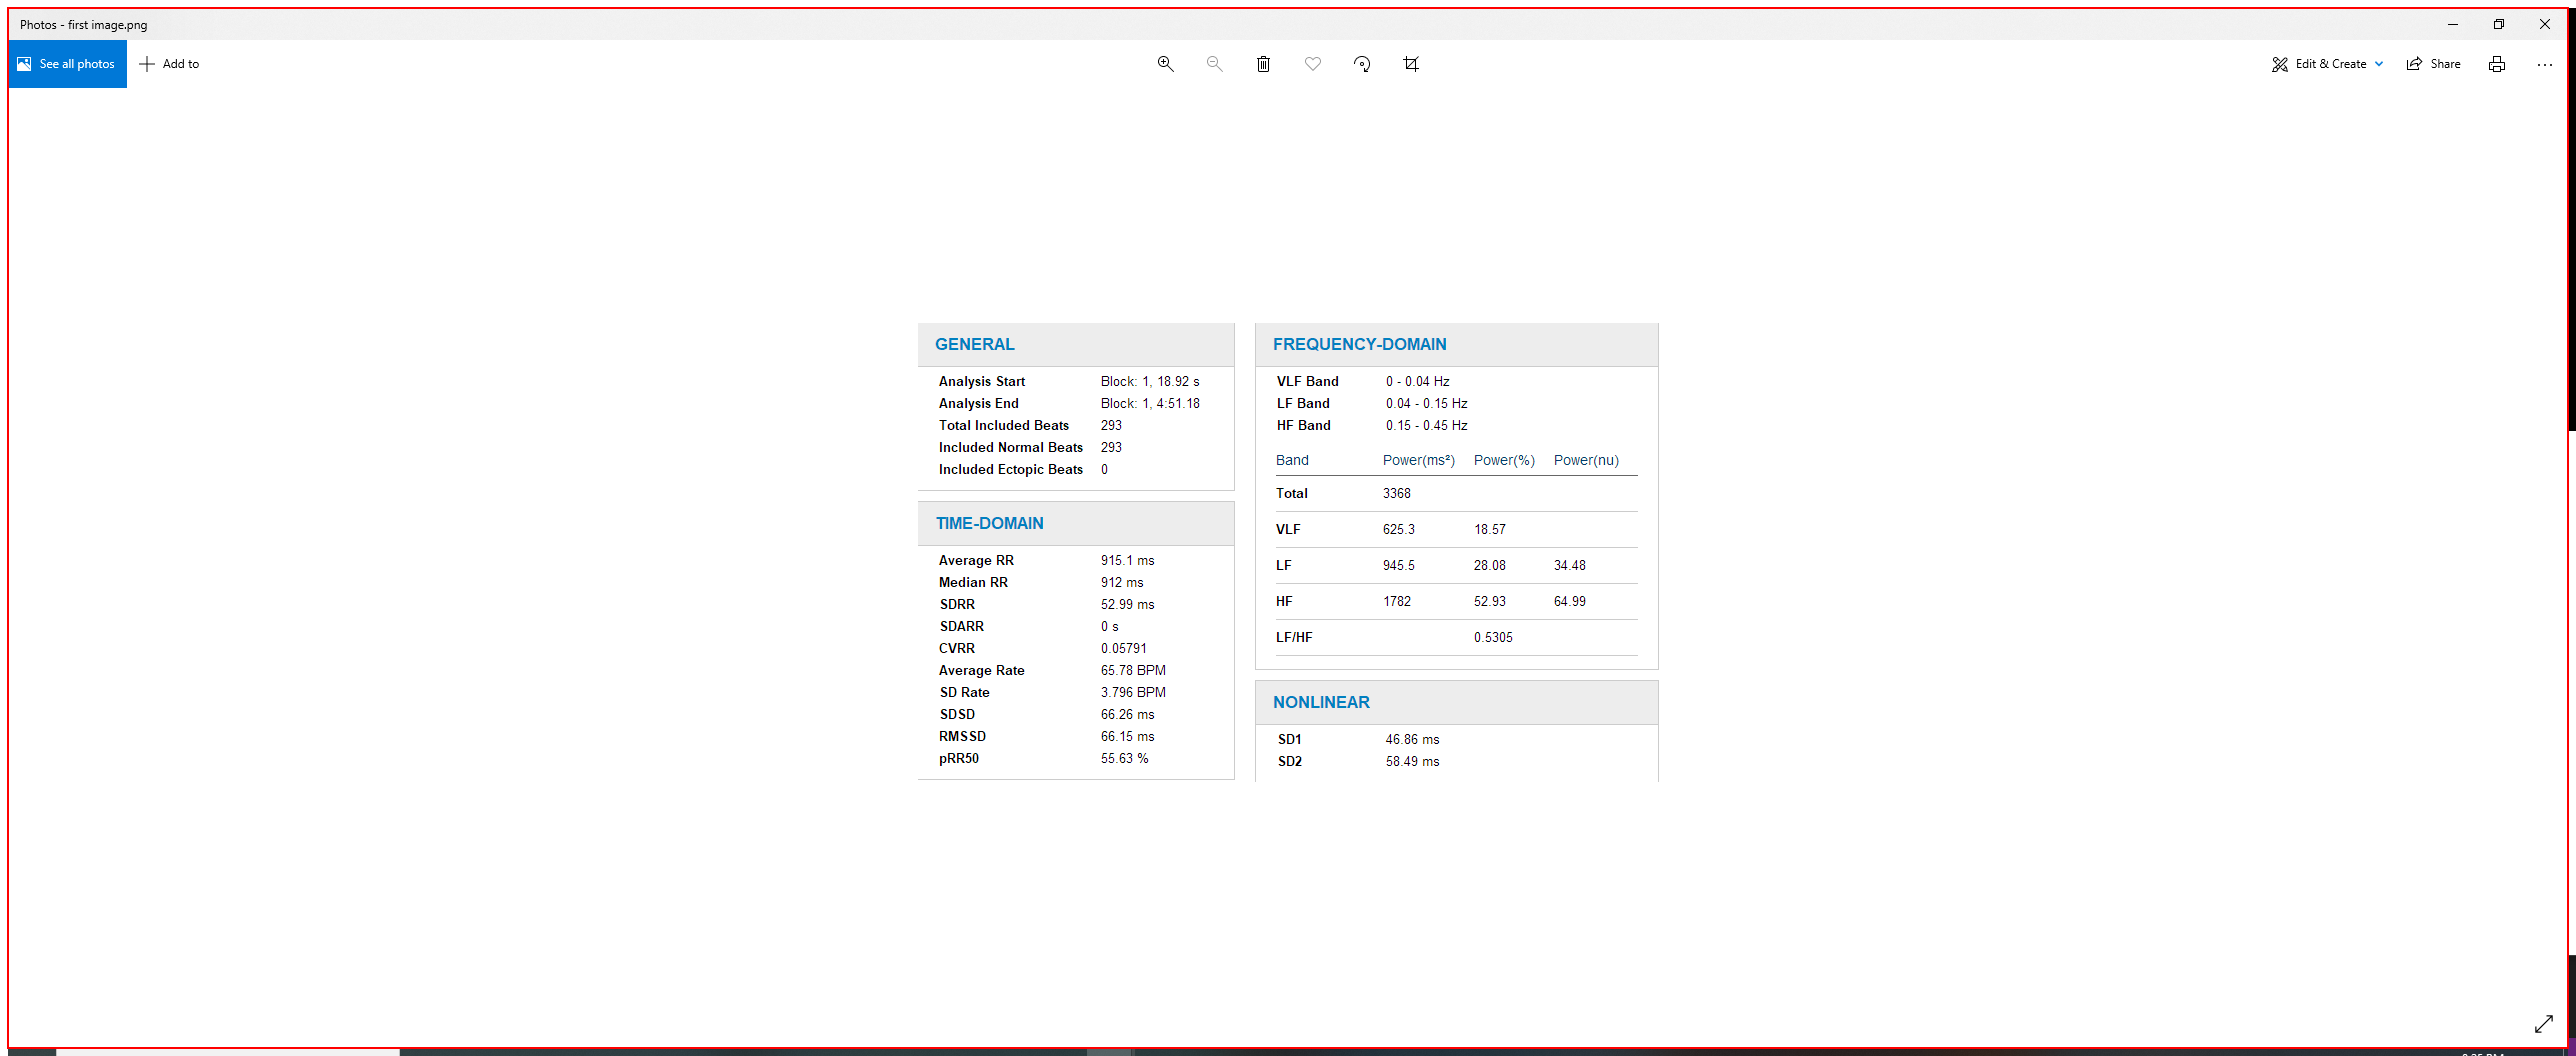 Photos - first image.png
See all photos
Add to
Edit & Create
Share
GENERAL
Analysis Start Block: 1, 18.92 s
Analysis End Block: 1, 4:51.18
Total Included Beats 293
Included Normal Beats 293
Included Ectopic Beats 0
TIME-DOMAIN
Average RR 915.1 ms
Median RR 912 ms
SDRR 52.99 ms
SDARR 0 s
CVRR 0.05791
Average Rate 65.78 BPM
SD Rate 3.796 BPM
SDSD 66.26 ms
RMSSD 66.15 ms
pRR50 55.63 %
FREQUENCY-DOMAIN
VLF Band 0 - 0.04 Hz
LF Band 0.04 - 0.15 Hz
HF Band 0.15 - 0.45 Hz
Band Power(ms²) Power(%) Power(nu)
Total 3368
VLF 625.3 18.57
LF 945.5 28.08 34.48
HF 1782 52.93 64.99
LF/HF 0.5305
NONLINEAR
SD1 46.86 ms
SD2 58.49 ms